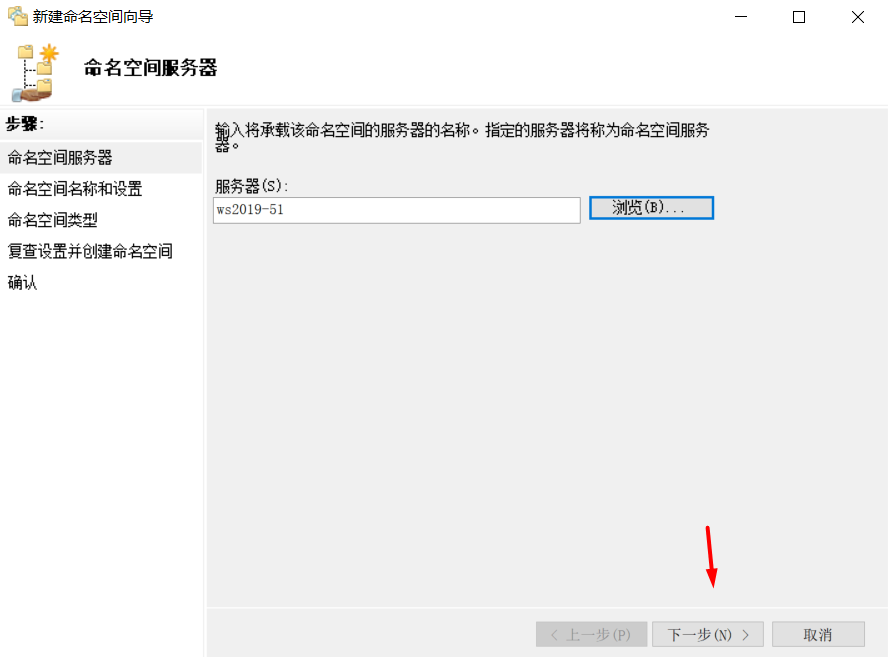 新建命名空间向导
命名空间服务器
步骤:
命名空间服务器
命名空间名称和设置
命名空间类型
复查设置并创建命名空间
确认
输入将承载该命名空间的服务器的名称。指定的服务器将称为命名空间服务
器。
服务器(S):
ws2019-51
浏览(B)...
< 上一步(P)
下一步(N) >
取消